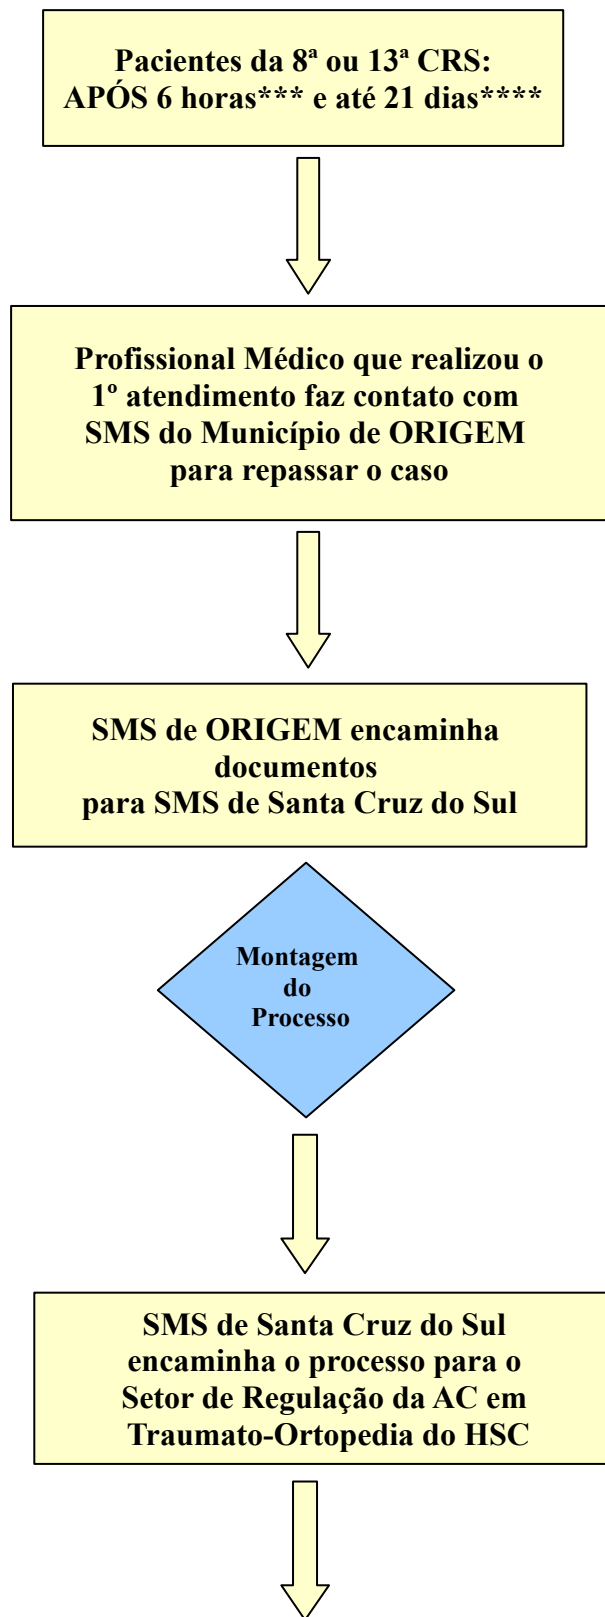 Pacientes da 8ª ou 13ª CRS:
APÓS 6 horas*** e até 21 dias****
Profissional Médico que realizou o
1º atendimento faz contato com
SMS do Município de ORIGEM
para repassar o caso
SMS de ORIGEM encaminha
documentos
para SMS de Santa Cruz do Sul
Montagem
do
Processo
SMS de Santa Cruz do Sul
encaminha o processo para o
Setor de Regulação da AC em
Traumato-Ortopedia do HSC